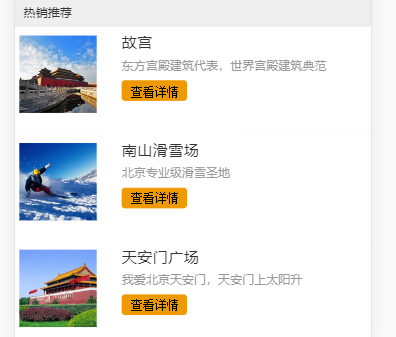 热销推荐
故宫
东方宫殿建筑代表，世界宫殿建筑典范
查看详情
南山滑雪场
北京专业级滑雪圣地
查看详情
天安门广场
我爱北京天安门，天安门上太阳升
查看详情